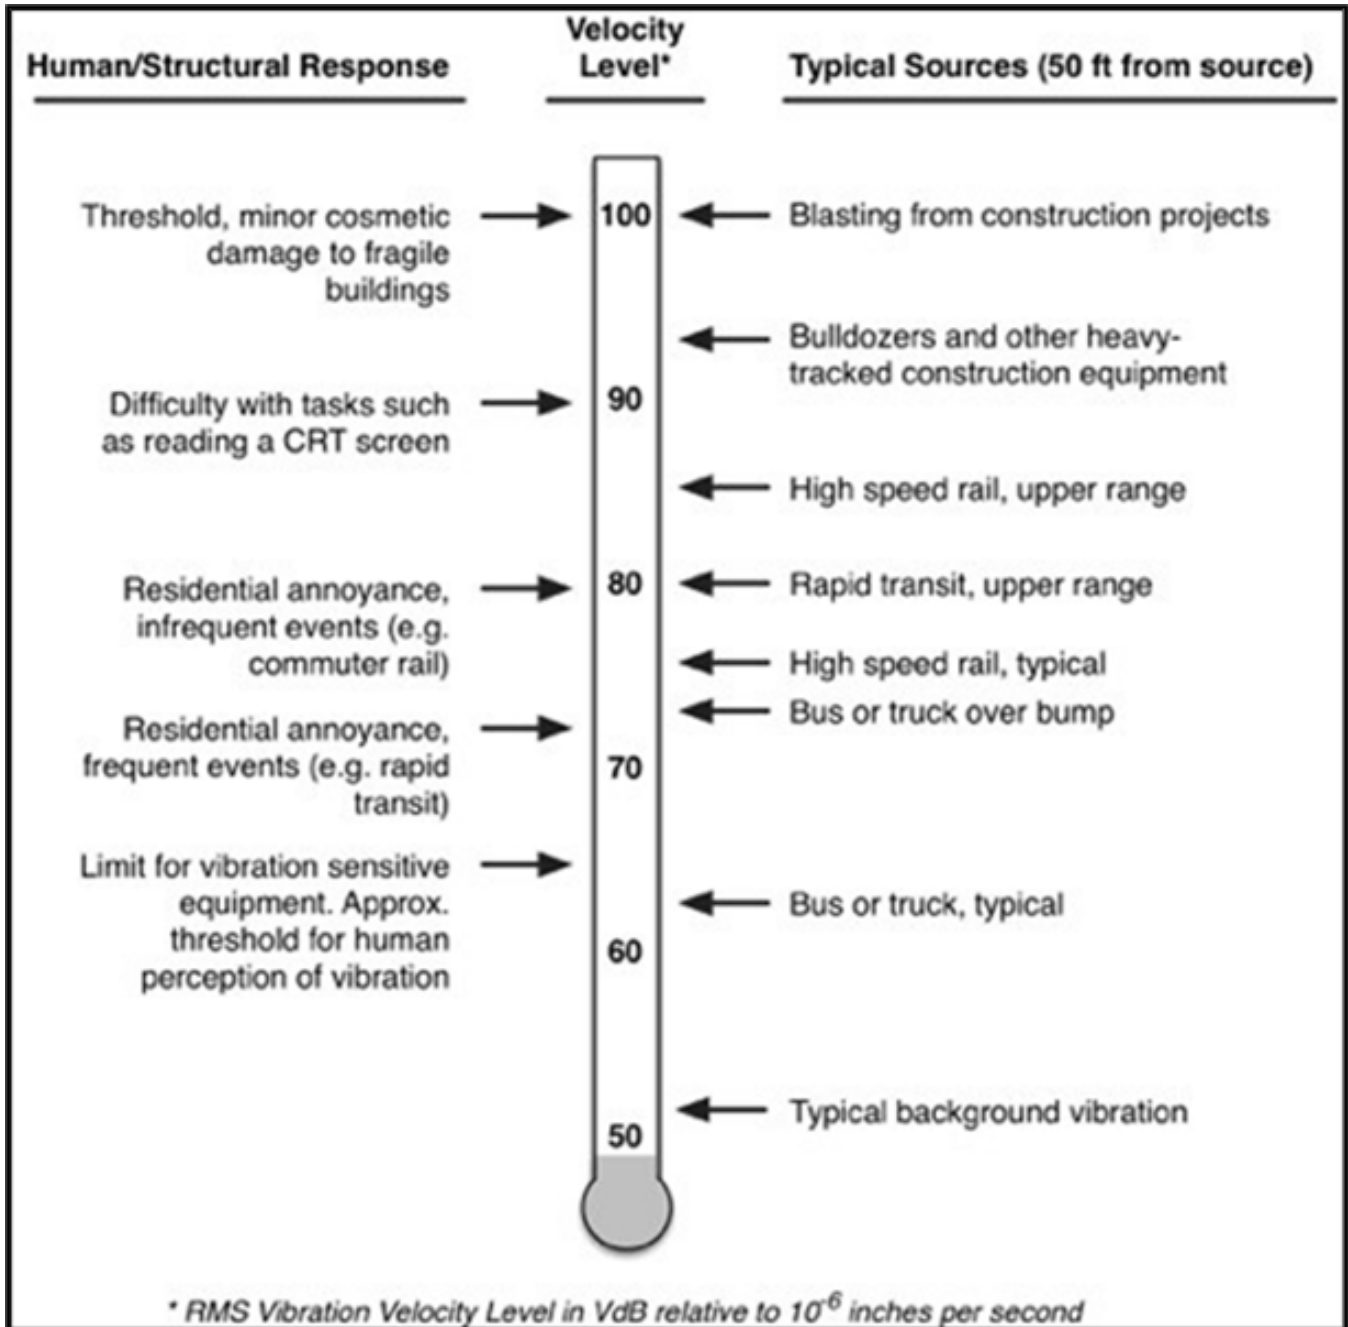 Human/Structural Response
Velocity
Level*
Typical Sources (50 ft from source)
Threshold, minor cosmetic
damage to fragile
buildings
100
Blasting from construction projects
Bulldozers and other heavy-
tracked construction equipment
Difficulty with tasks such
as reading a CRT screen
90
High speed rail, upper range
Residential annoyance,
infrequent events (e.g.
commuter rail)
80
Rapid transit, upper range
High speed rail, typical
Bus or truck over bump
Residential annoyance,
frequent events (e.g. rapid
transit)
70
Limit for vibration sensitive
equipment. Approx.
threshold for human
perception of vibration
Bus or truck, typical
60
Typical background vibration
50
* RMS Vibration Velocity Level in VdB relative to 10⁻⁶ inches per second